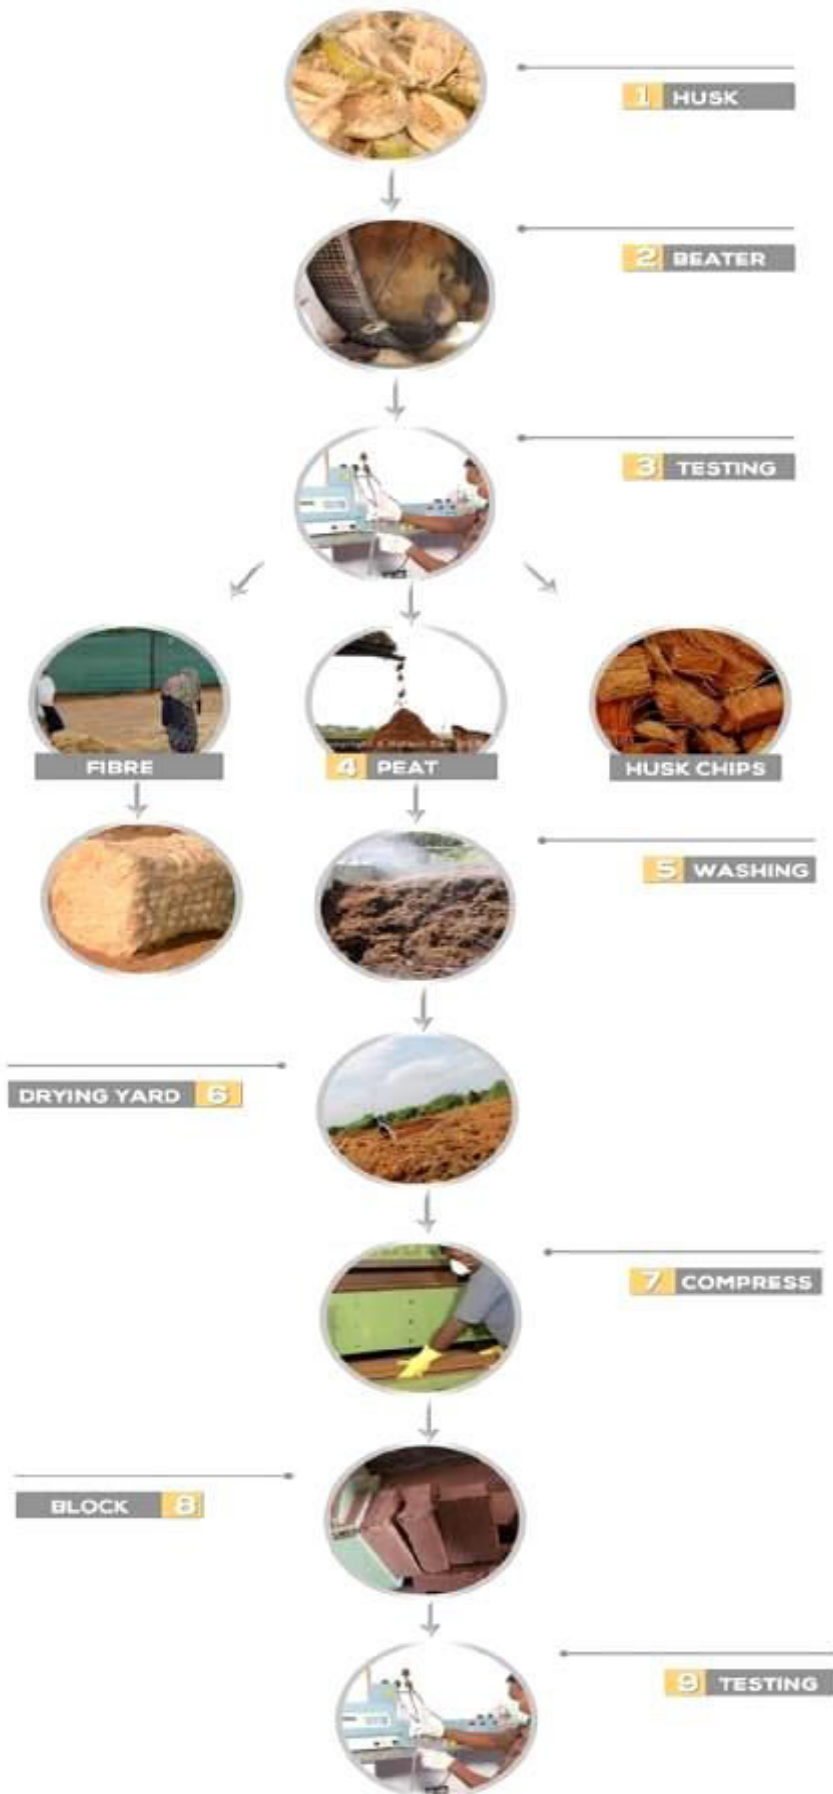 1 HUSK
2 BEATER
3 TESTING
FIBRE
4 PEAT
HUSK CHIPS
5 WASHING
DRYING YARD 6
7 COMPRESS
BLOCK 8
9 TESTING